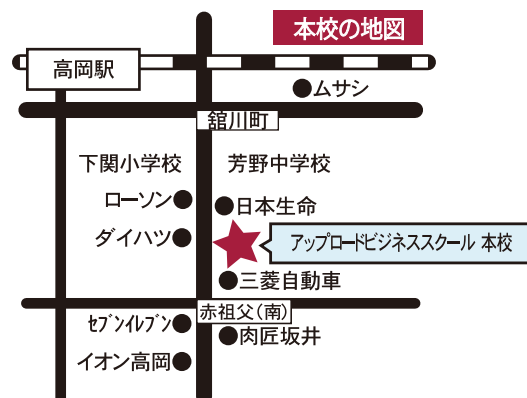 本校の地図
高岡駅
ムサシ
舘川町
下関小学校
芳野中学校
ローソン
日本生命
ダイハツ
アップロードビジネススクール 本校
三菱自動車
赤祖父(南)
ｾﾌﾞﾝｲﾚﾌﾞﾝ
肉匠坂井
イオン高岡